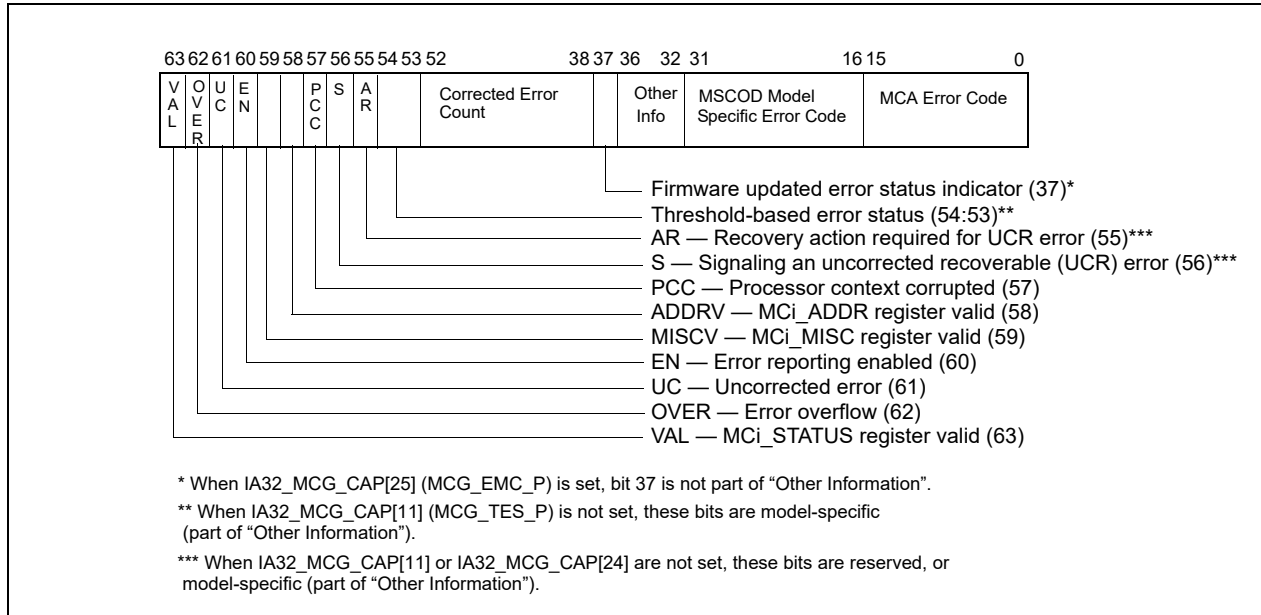 63 62 61 60 59 58 57 56 55 54 53 52 38 37 36 32 31 16 15 0
VAL
OVER
UC
EN
PCC
S
AR
Corrected Error
Count
Other
Info
MSCOD Model
Specific Error Code
MCA Error Code
Firmware updated error status indicator (37)*
Threshold-based error status (54:53)**
AR — Recovery action required for UCR error (55)***
S — Signaling an uncorrected recoverable (UCR) error (56)***
PCC — Processor context corrupted (57)
ADDRV — MCi_ADDR register valid (58)
MISCV — MCi_MISC register valid (59)
EN — Error reporting enabled (60)
UC — Uncorrected error (61)
OVER — Error overflow (62)
VAL — MCi_STATUS register valid (63)
* When IA32_MCG_CAP[25] (MCG_EMC_P) is set, bit 37 is not part of “Other Information”.
** When IA32_MCG_CAP[11] (MCG_TES_P) is not set, these bits are model-specific
(part of “Other Information”).
*** When IA32_MCG_CAP[11] or IA32_MCG_CAP[24] are not set, these bits are reserved, or
model-specific (part of “Other Information”).